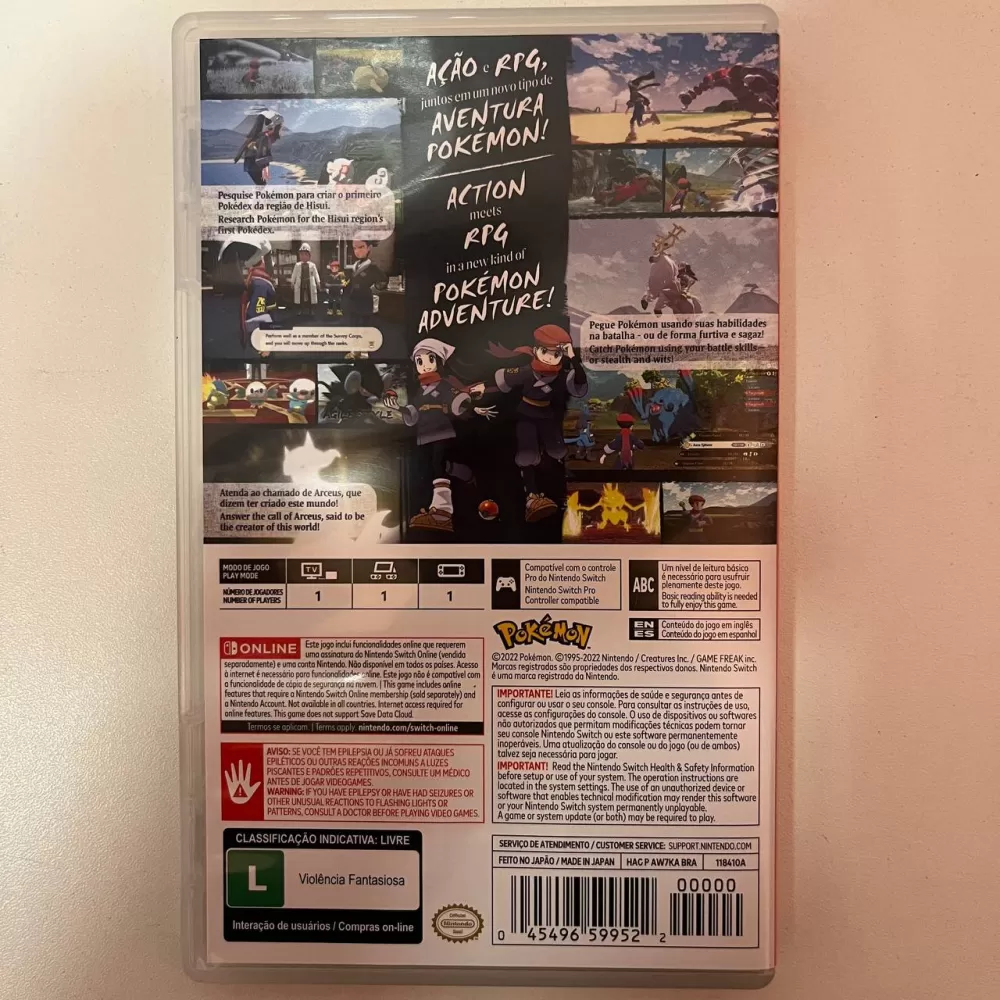 AÇÃO e RPG,
juntos em um novo tipo de
AVENTURA
POKÉMON!
ACTION
meets
RPG
in a new kind of
POKÉMON
ADVENTURE!
Pesquise Pokémon para criar o primeiro
Pokédex da região de Hisui.
Research Pokémon for the Hisui region's
first Pokédex.
Perform well as a member of the Survey Corps,
and you will move up through the ranks.
Pegue Pokémon usando suas habilidades
na batalha - ou de forma furtiva e sagaz!
Catch Pokémon using your battle skills—
or stealth and wits!
AGILE STYLE
Atenda ao chamado de Arceus, que
dizem ter criado este mundo!
Answer the call of Arceus, said to be
the creator of this world!
MODO DE JOGO
PLAY MODE
TV
NÚMERO DE JOGADORES
NUMBER OF PLAYERS
1
1
1
Compatível com o controle
Pro do Nintendo Switch
Nintendo Switch Pro
Controller compatible
ABC
Um nível de leitura básico
é necessário para usufruir
plenamente deste jogo.
Basic reading ability is needed
to fully enjoy this game.
POKéMON
EN
ES
Conteúdo do jogo em inglês
Conteúdo do jogo em espanhol
©2022 Pokémon. ©1995-2022 Nintendo / Creatures Inc. / GAME FREAK inc.
Marcas registradas são propriedades dos respectivos donos. Nintendo Switch
é uma marca registrada da Nintendo.
ONLINE
Este jogo inclui funcionalidades online que requerem
uma assinatura do Nintendo Switch Online (vendida
separadamente) e uma conta Nintendo. Não disponível em todos os países. Acesso
à internet é necessário para funcionalidades online. Este jogo não é compatível com
a funcionalidade de cópia de segurança na nuvem. | This game includes online
features that require a Nintendo Switch Online membership (sold separately) and
a Nintendo Account. Not available in all countries. Internet access required for
online features. This game does not support Save Data Cloud.
Termos se aplicam. | Terms apply. nintendo.com/switch-online
AVISO: SE VOCÊ TEM EPILEPSIA OU JÁ SOFREU ATAQUES
EPILÉTICOS OU OUTRAS REAÇÕES INCOMUNS A LUZES
PISCANTES E PADRÕES REPETITIVOS, CONSULTE UM MÉDICO
ANTES DE JOGAR VIDEOGAMES.
WARNING: IF YOU HAVE EPILEPSY OR HAVE HAD SEIZURES OR
OTHER UNUSUAL REACTIONS TO FLASHING LIGHTS OR
PATTERNS, CONSULT A DOCTOR BEFORE PLAYING VIDEO GAMES.
IMPORTANTE! Leia as informações de saúde e segurança antes de
configurar ou usar o seu console. Para consultar as instruções de uso,
acesse as configurações do console. O uso de dispositivos ou softwares
não autorizados que permitam modificações técnicas podem tornar
seu console Nintendo Switch ou este software permanentemente
inoperáveis. Uma atualização do console ou do jogo (ou de ambos)
talvez seja necessária para jogar.
IMPORTANT! Read the Nintendo Switch Health & Safety Information
before setup or use of your system. The operation instructions are
located in the system settings. The use of an unauthorized device or
software that enables technical modification may render this software
or your Nintendo Switch system permanently unplayable.
A game or system update (or both) may be required to play.
CLASSIFICAÇÃO INDICATIVA: LIVRE
L
Violência Fantasiosa
Interação de usuários / Compras on-line
Official
Nintendo
Seal
SERVIÇO DE ATENDIMENTO / CUSTOMER SERVICE: SUPPORT.NINTENDO.COM
FEITO NO JAPÃO / MADE IN JAPAN
HAC P AW7KA BRA
118410A
00000
0 45496 59952 2